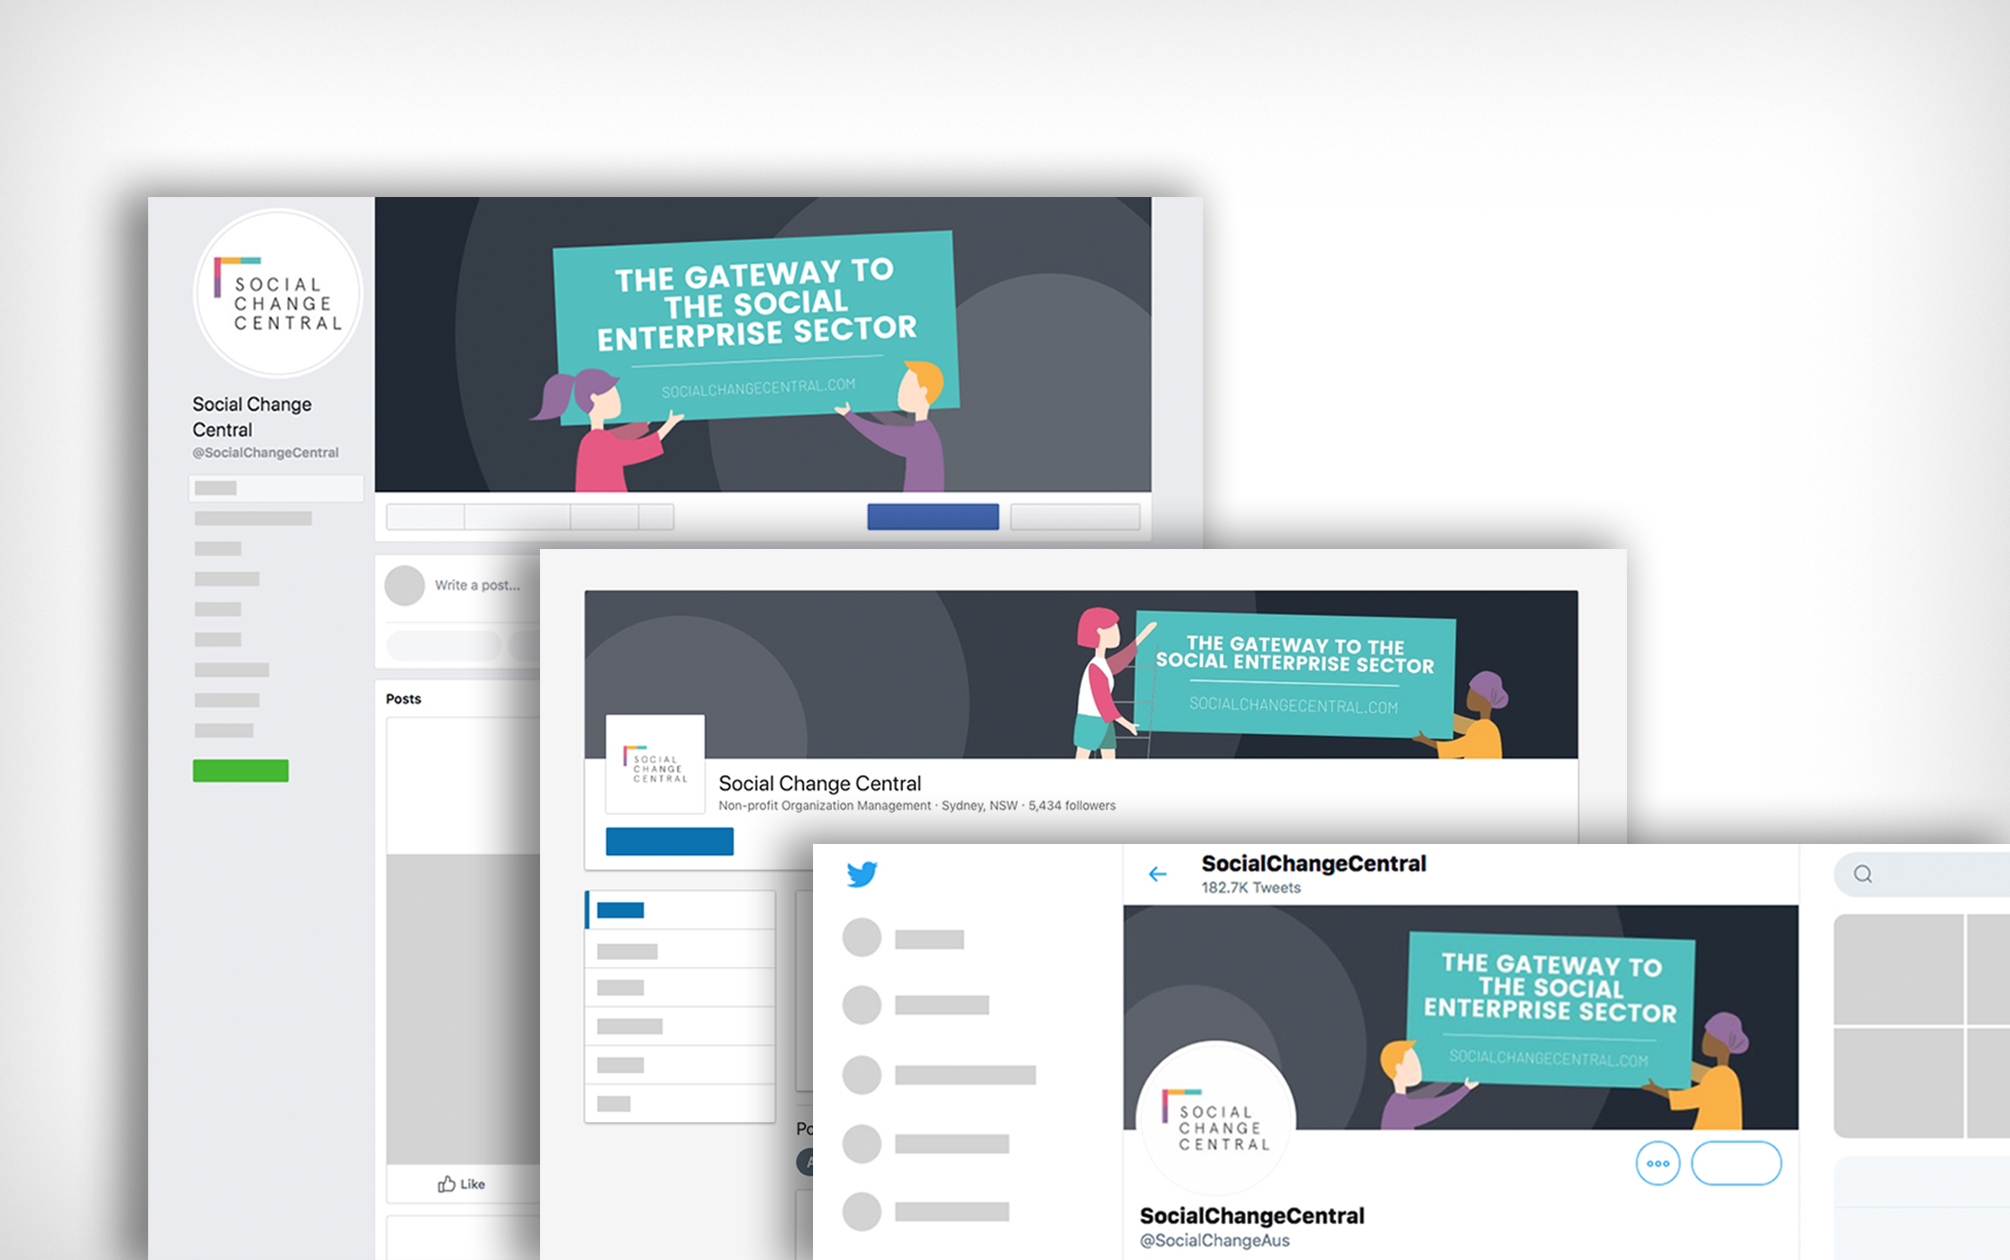 SOCIAL
CHANGE
CENTRAL
Social Change
Central
@SocialChangeCentral
THE GATEWAY TO
THE SOCIAL
ENTERPRISE SECTOR
SOCIALCHANGECENTRAL.COM
Write a post...
Posts
Like
THE GATEWAY TO THE
SOCIAL ENTERPRISE SECTOR
SOCIALCHANGECENTRAL.COM
SOCIAL
CHANGE
CENTRAL
Social Change Central
Non-profit Organization Management · Sydney, NSW · 5,434 followers
SocialChangeCentral
182.7K Tweets
THE GATEWAY TO
THE SOCIAL
ENTERPRISE SECTOR
SOCIALCHANGECENTRAL.COM
SOCIAL
CHANGE
CENTRAL
SocialChangeCentral
@SocialChangeAus